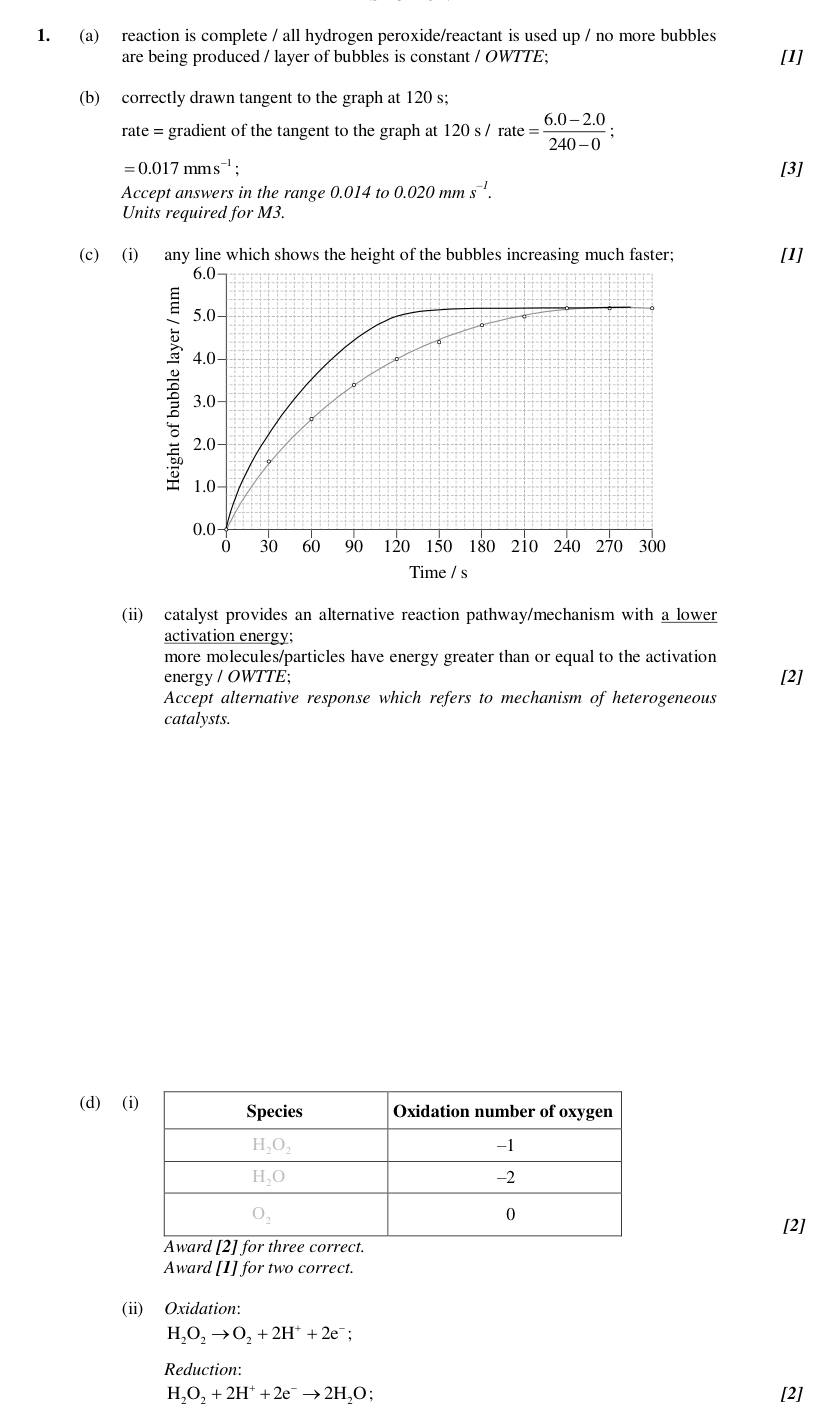 1. (a) reaction is complete / all hydrogen peroxide/reactant is used up / no more bubbles
are being produced / layer of bubbles is constant / OWTTE; [1]
(b) correctly drawn tangent to the graph at 120 s;
rate = gradient of the tangent to the graph at 120 s / rate = (6.0 − 2.0)/(240 − 0) ;
= 0.017 mm s⁻¹ ; [3]
Accept answers in the range 0.014 to 0.020 mm s⁻¹.
Units required for M3.
(c) (i) any line which shows the height of the bubbles increasing much faster; [1]
Height of bubble layer / mm
6.0
5.0
4.0
3.0
2.0
1.0
0.0
0 30 60 90 120 150 180 210 240 270 300
Time / s
(ii) catalyst provides an alternative reaction pathway/mechanism with a lower
activation energy;
more molecules/particles have energy greater than or equal to the activation
energy / OWTTE; [2]
Accept alternative response which refers to mechanism of heterogeneous
catalysts.
(d) (i) Species Oxidation number of oxygen
H₂O₂ –1
H₂O –2
O₂ 0
[2]
Award [2] for three correct.
Award [1] for two correct.
(ii) Oxidation:
H₂O₂ → O₂ + 2H⁺ + 2e⁻ ;
Reduction:
H₂O₂ + 2H⁺ + 2e⁻ → 2H₂O ; [2]